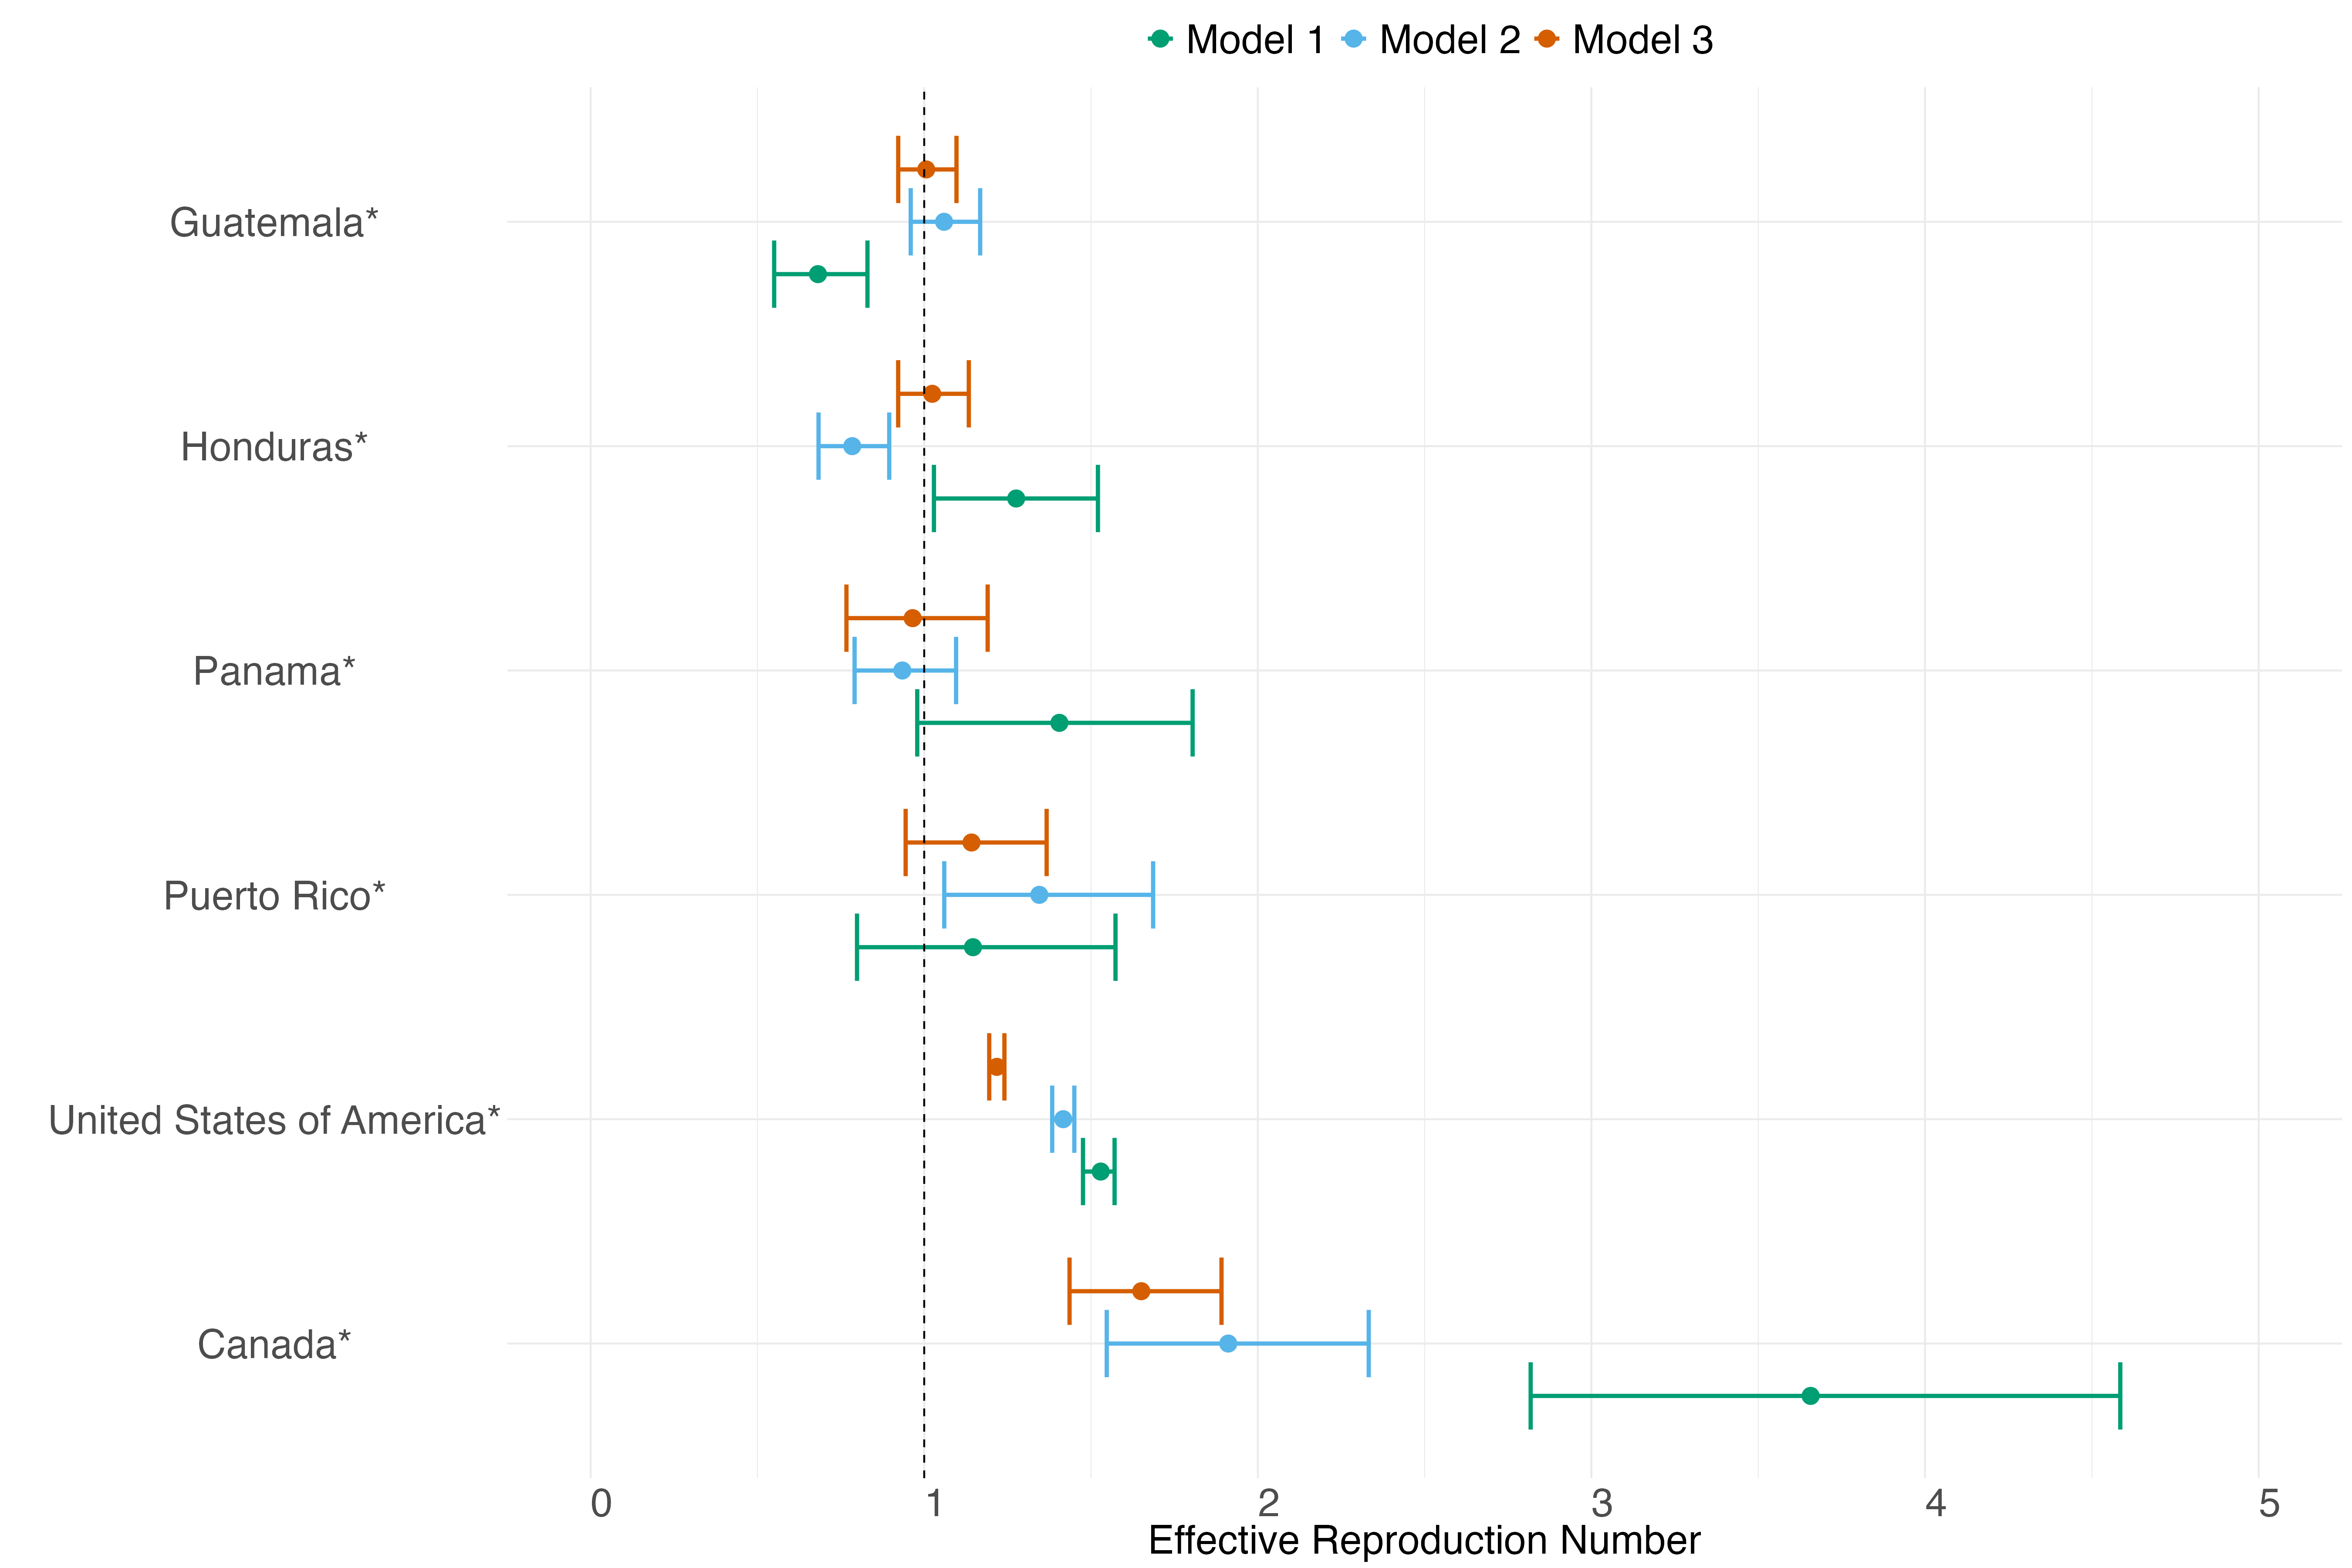 Model 1 Model 2 Model 3
Guatemala*
Honduras*
Panama*
Puerto Rico*
United States of America*
Canada*
0 1 2 3 4 5
Effective Reproduction Number